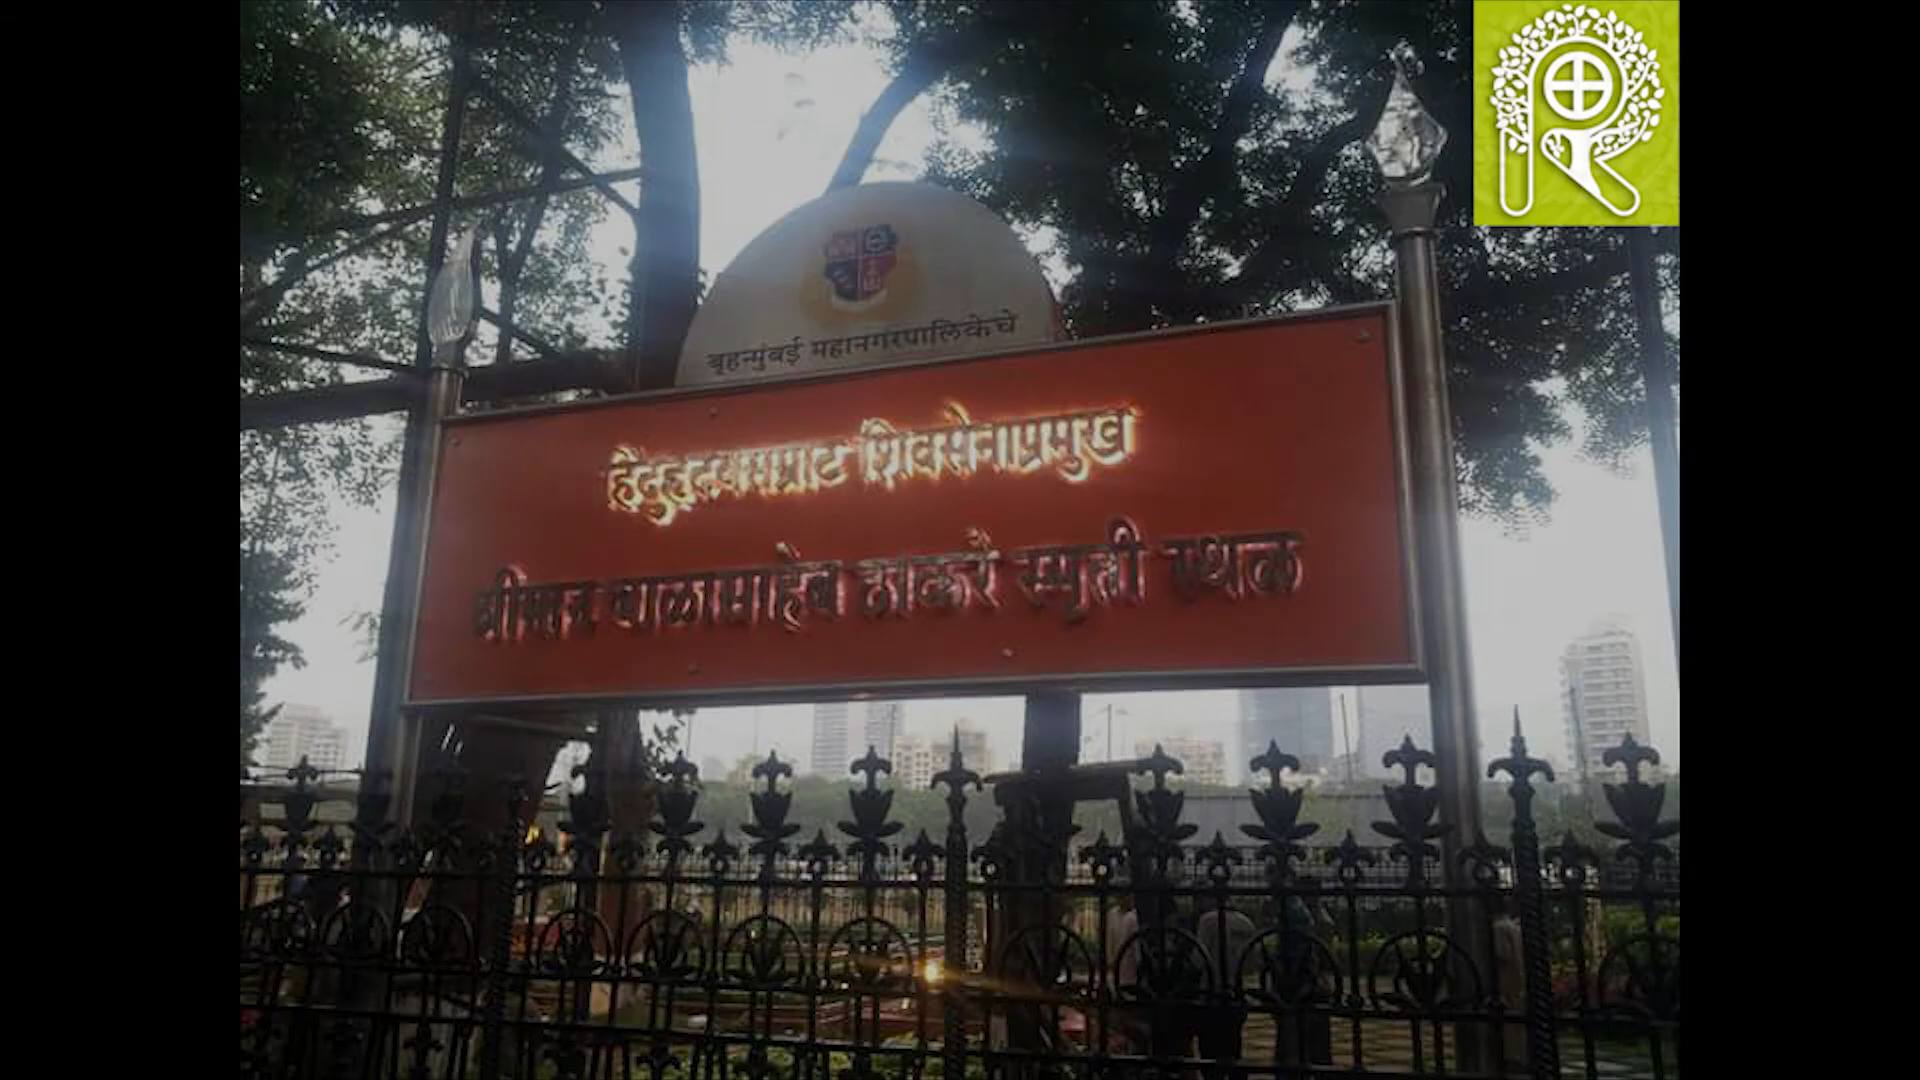 बृहन्मुंबई महानगरपालिकेचे
हिंदुहृदयसम्राट शिवसेनाप्रमुख
श्रीमान बाळासाहेब ठाकरे स्मृती स्थळ